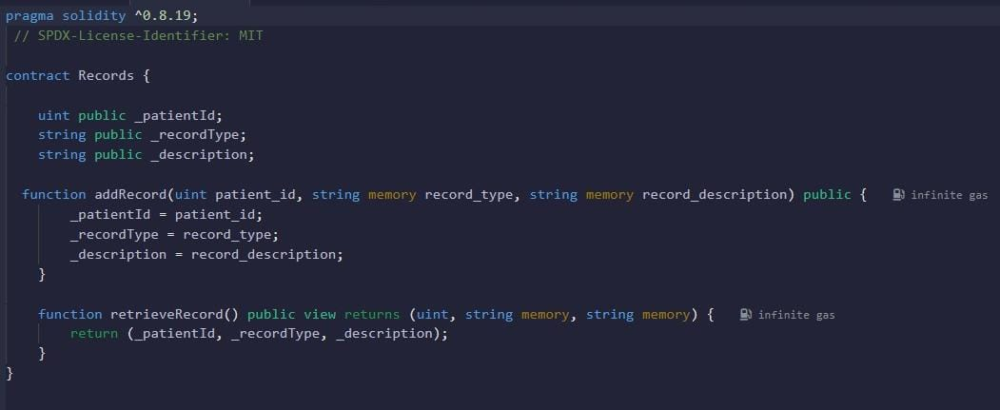 pragma solidity ^0.8.19;
// SPDX-License-Identifier: MIT
contract Records {
uint public _patientId;
string public _recordType;
string public _description;
function addRecord(uint patient_id, string memory record_type, string memory record_description) public { infinite gas
_patientId = patient_id;
_recordType = record_type;
_description = record_description;
}
function retrieveRecord() public view returns (uint, string memory, string memory) { infinite gas
return (_patientId, _recordType, _description);
}
}